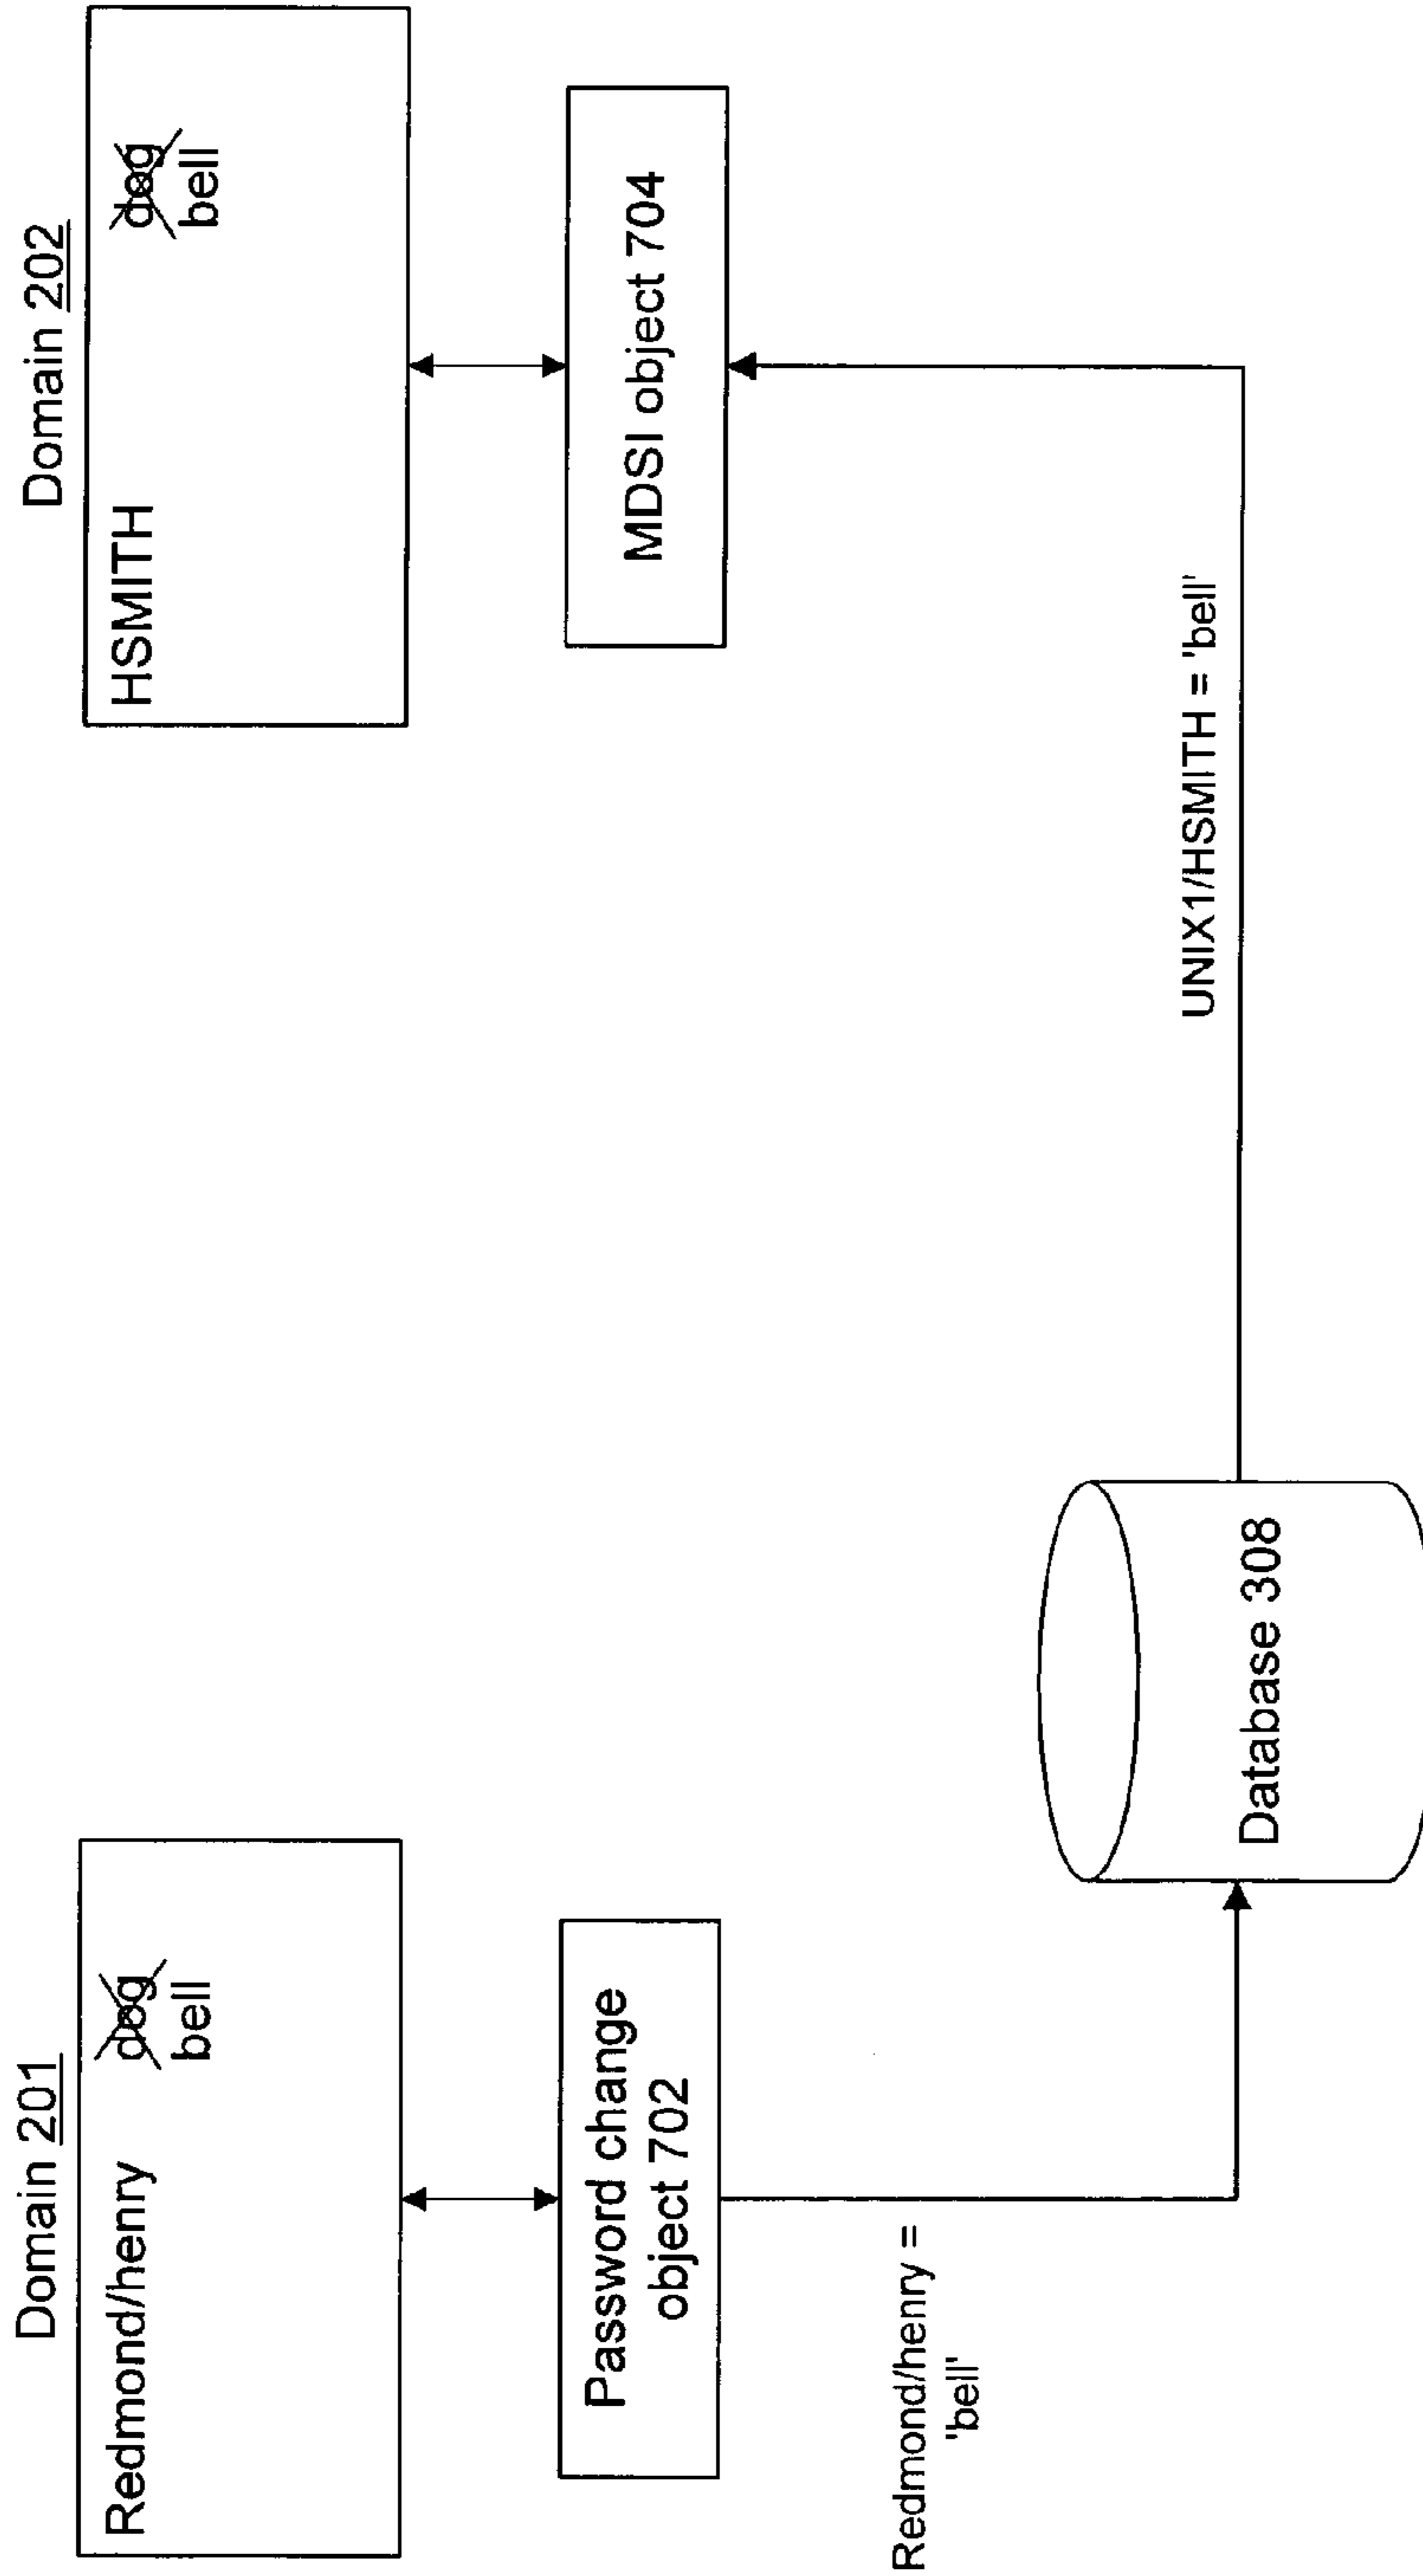 Domain 201
Redmond/henry
dog
bell
Password change
object 702
Redmond/henry =
'bell'
Database 308
Domain 202
HSMITH
dog
bell
MDSI object 704
UNIX1/HSMITH = 'bell'